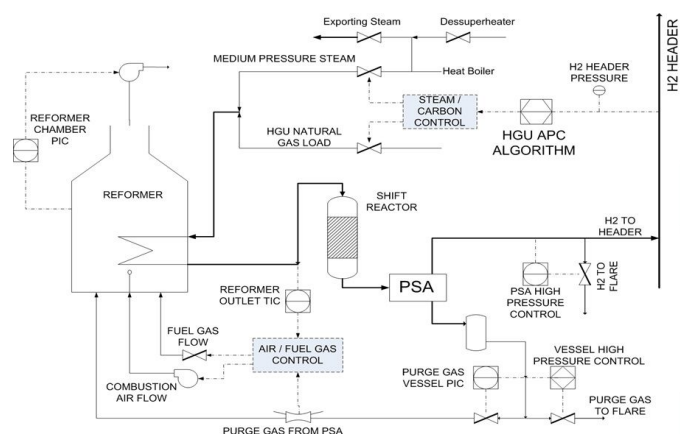 Exporting Steam
Dessuperheater
MEDIUM PRESSURE STEAM
Heat Boiler
H2 HEADER
PRESSURE
H2 HEADER
REFORMER
CHAMBER
PIC
STEAM /
CARBON
CONTROL
HGU APC
ALGORITHM
HGU NATURAL
GAS LOAD
REFORMER
SHIFT
REACTOR
H2 TO
HEADER
PSA
PSA HIGH
PRESSURE
CONTROL
H2 TO
FLARE
REFORMER
OUTLET TIC
FUEL GAS
FLOW
AIR / FUEL GAS
CONTROL
COMBUSTION
AIR FLOW
PURGE GAS
VESSEL PIC
VESSEL HIGH
PRESSURE CONTROL
PURGE GAS
TO FLARE
PURGE GAS FROM PSA